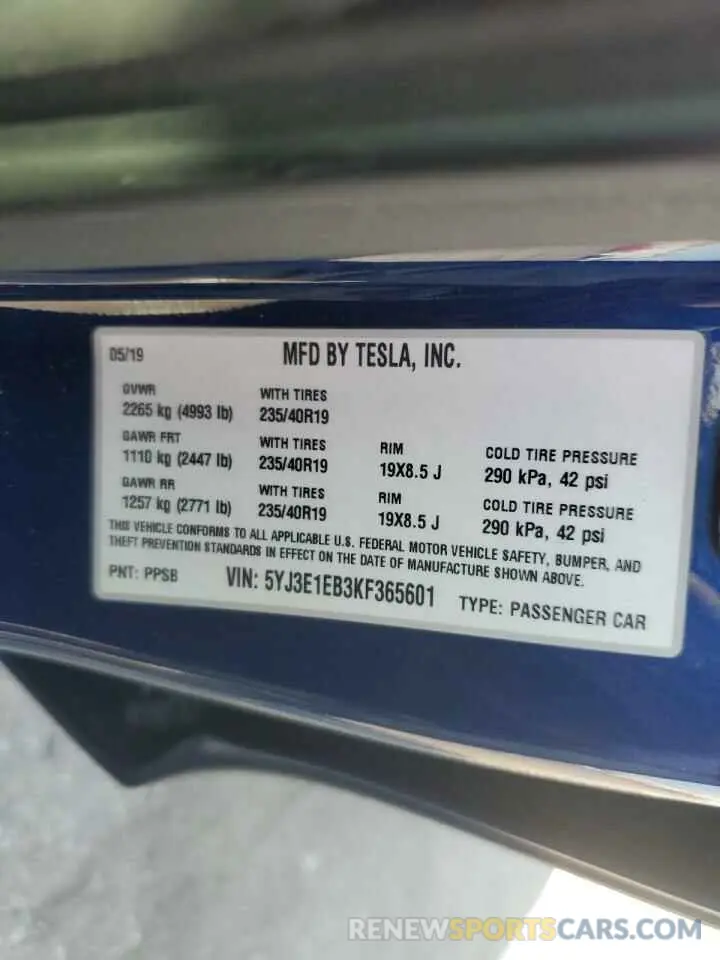 05/19 MFD BY TESLA, INC.
GVWR WITH TIRES
2265 kg (4993 lb) 235/40R19
GAWR FRT WITH TIRES RIM COLD TIRE PRESSURE
1110 kg (2447 lb) 235/40R19 19X8.5 J 290 kPa, 42 psi
GAWR RR WITH TIRES RIM COLD TIRE PRESSURE
1257 kg (2771 lb) 235/40R19 19X8.5 J 290 kPa, 42 psi
THIS VEHICLE CONFORMS TO ALL APPLICABLE U.S. FEDERAL MOTOR VEHICLE SAFETY, BUMPER, AND
THEFT PREVENTION STANDARDS IN EFFECT ON THE DATE OF MANUFACTURE SHOWN ABOVE.
PNT: PPSB VIN: 5YJ3E1EB3KF365601 TYPE: PASSENGER CAR
RENEWSPORTSCARS.COM